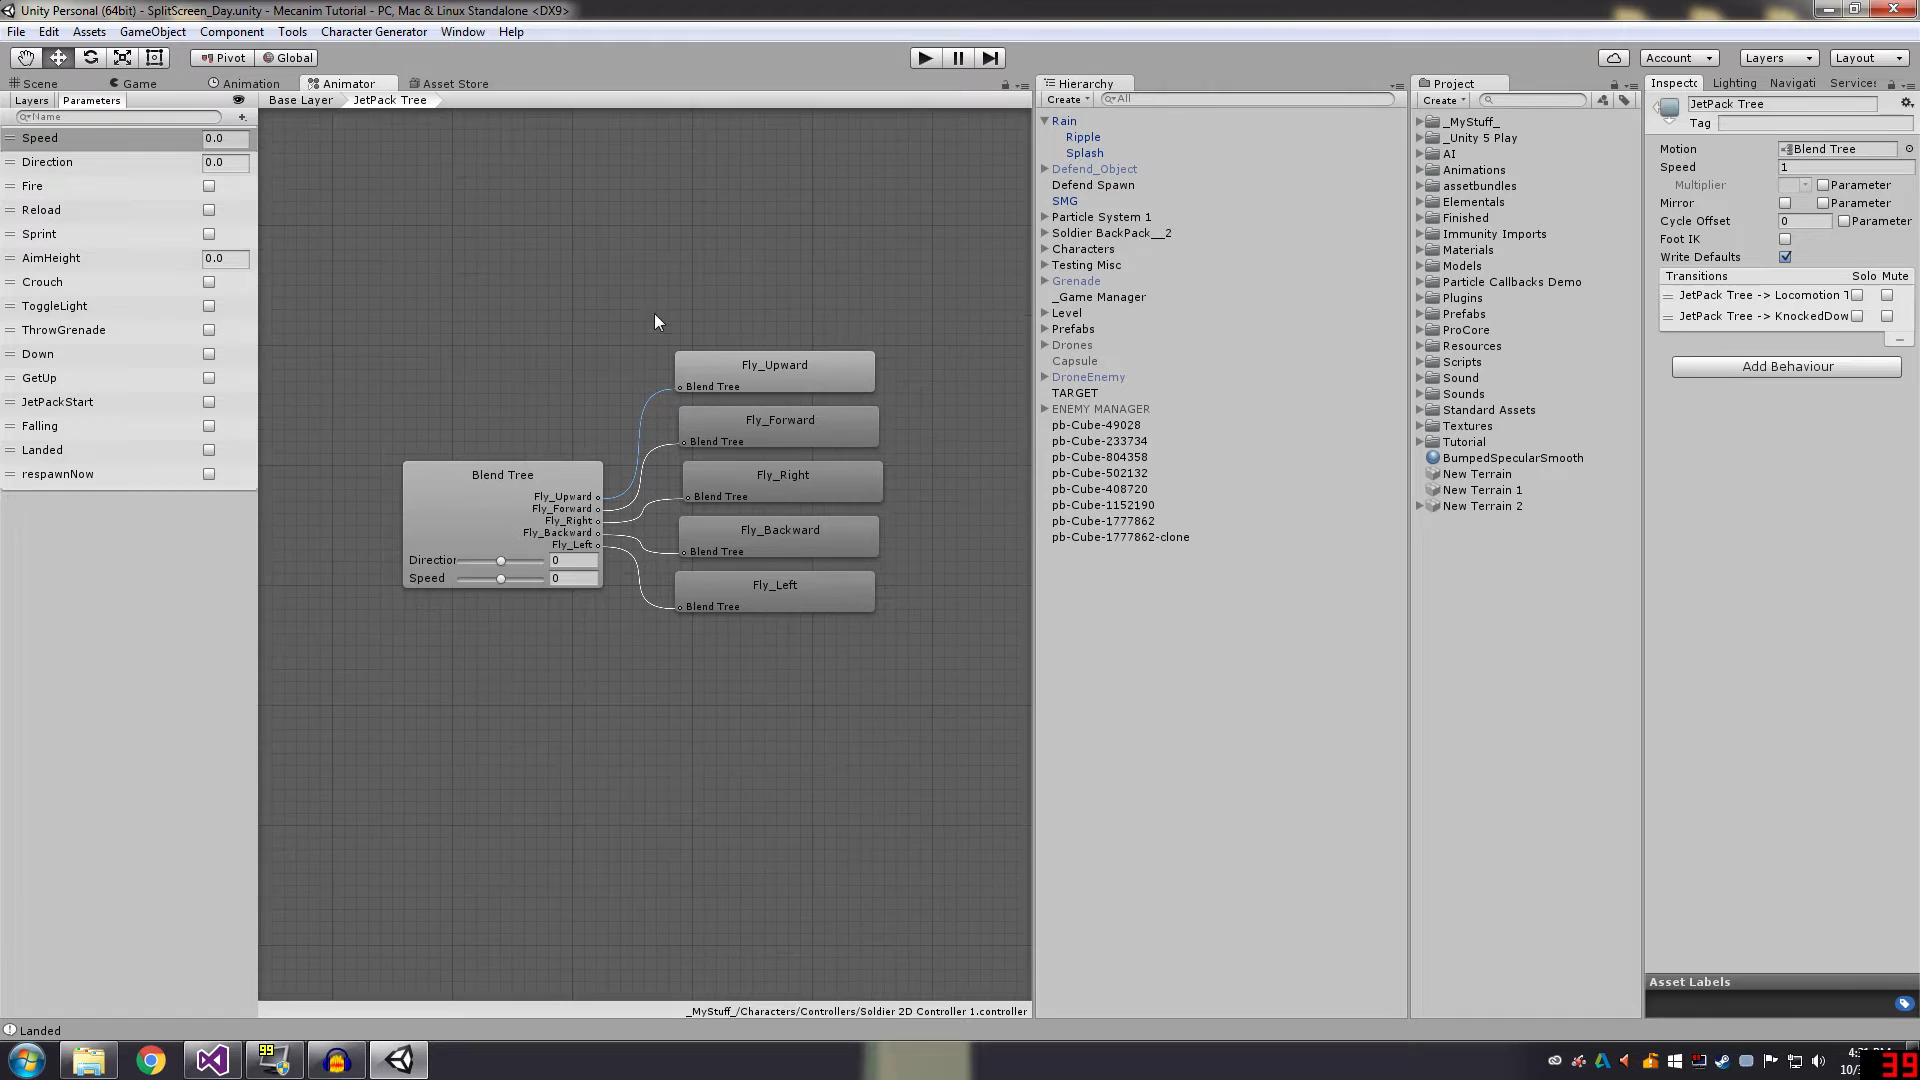 Unity Personal (64bit) - SplitScreen_Day.unity - Mecanim Tutorial - PC, Mac & Linux Standalone <DX9>
File Edit Assets GameObject Component Tools Character Generator Window Help
Pivot Global Account Layers Layout
Scene Game Animation Animator Asset Store
Layers Parameters Base Layer JetPack Tree
Name
Speed 0.0
Direction 0.0
Fire
Reload
Sprint
AimHeight 0.0
Crouch
ToggleLight
ThrowGrenade
Down
GetUp
JetPackStart
Falling
Landed
respawnNow
Fly_Upward
Blend Tree
Fly_Forward
Blend Tree
Fly_Right
Blend Tree
Fly_Backward
Blend Tree
Fly_Left
Blend Tree
Blend Tree
Fly_Upward
Fly_Forward
Fly_Right
Fly_Backward
Fly_Left
Direction 0
Speed 0
_MyStuff_/Characters/Controllers/Soldier 2D Controller 1.controller
Hierarchy
Create All
Rain
Ripple
Splash
Defend_Object
Defend Spawn
SMG
Particle System 1
Soldier BackPack__2
Characters
Testing Misc
Grenade
_Game Manager
Level
Prefabs
Drones
Capsule
DroneEnemy
TARGET
ENEMY MANAGER
pb-Cube-49028
pb-Cube-233734
pb-Cube-804358
pb-Cube-502132
pb-Cube-408720
pb-Cube-1152190
pb-Cube-1777862
pb-Cube-1777862-clone
Project
Create
_MyStuff_
_Unity 5 Play
AI
Animations
assetbundles
Elementals
Finished
Immunity Imports
Materials
Models
Particle Callbacks Demo
Plugins
Prefabs
ProCore
Resources
Scripts
Sound
Sounds
Standard Assets
Textures
Tutorial
BumpedSpecularSmooth
New Terrain
New Terrain 1
New Terrain 2
Inspecto Lighting Navigati Services
JetPack Tree
Tag
Motion Blend Tree
Speed 1
Multiplier Parameter
Mirror Parameter
Cycle Offset 0 Parameter
Foot IK
Write Defaults
Transitions Solo Mute
JetPack Tree -> Locomotion T
JetPack Tree -> KnockedDow
Add Behaviour
Asset Labels
Landed
99
39